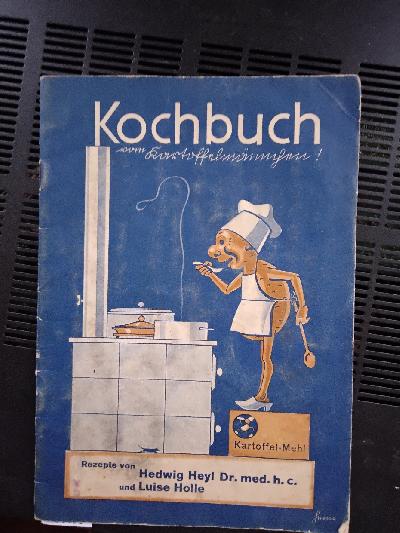 Kochbuch
vom Kartoffelmännchen!
Kartoffel-Mehl
Rezepte von Hedwig Heyl Dr. med. h. c.
und Luise Holle